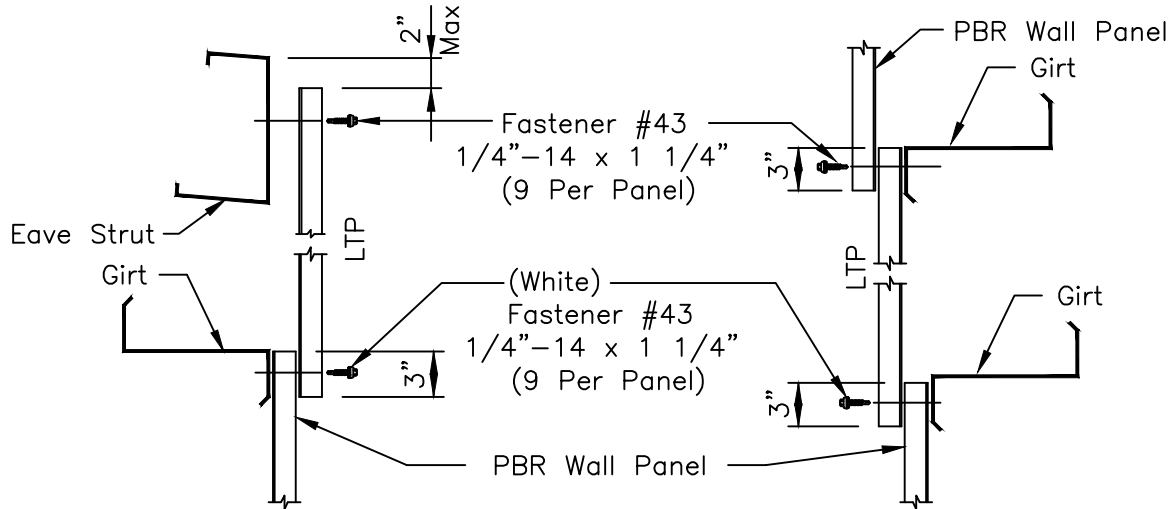 2"
Max
PBR Wall Panel
Girt
Fastener #43
1/4"-14 x 1 1/4"
(9 Per Panel)
3"
Eave Strut
LTP
LTP
Girt
(White)
Fastener #43
1/4"-14 x 1 1/4"
(9 Per Panel)
Girt
3"
3"
PBR Wall Panel